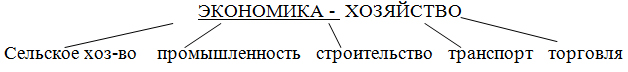 ЭКОНОМИКА - ХОЗЯЙСТВО
Сельское хоз-во промышленность строительство транспорт торговля